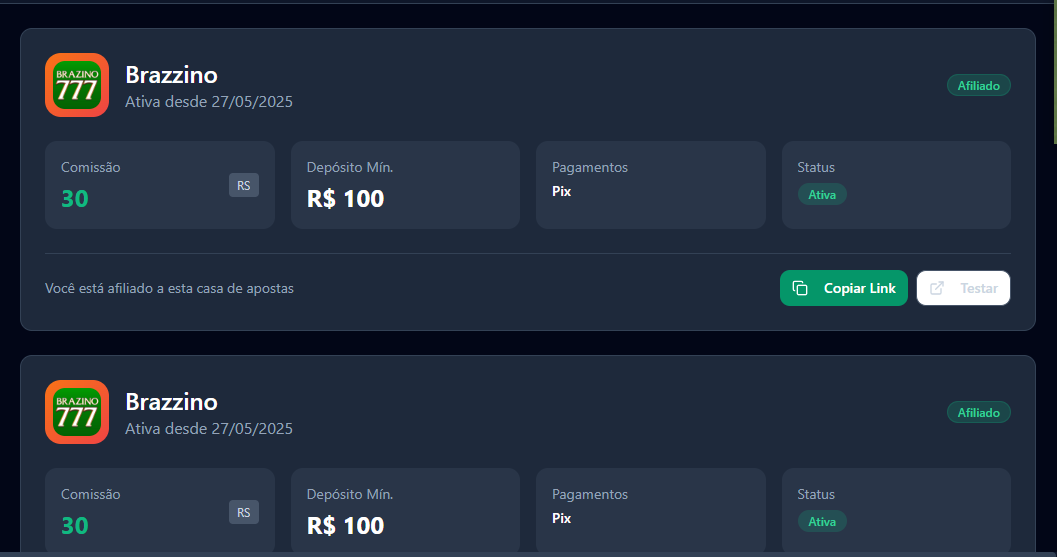 BRAZINO
777
Brazzino
Ativa desde 27/05/2025
Afiliado
Comissão
30
RS
Depósito Mín.
R$ 100
Pagamentos
Pix
Status
Ativa
Você está afiliado a esta casa de apostas
Copiar Link
Testar
BRAZINO
777
Brazzino
Ativa desde 27/05/2025
Afiliado
Comissão
30
RS
Depósito Mín.
R$ 100
Pagamentos
Pix
Status
Ativa